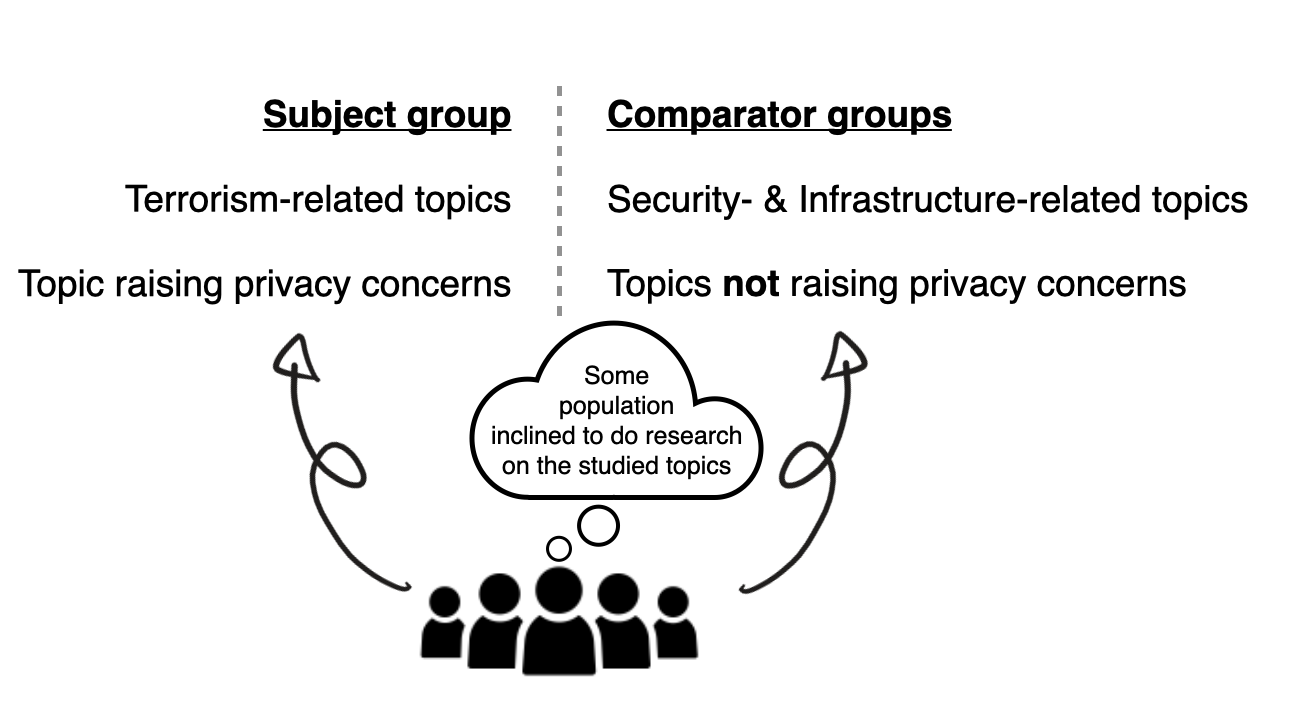 Subject group
Comparator groups
Terrorism-related topics
Security- & Infrastructure-related topics
Topic raising privacy concerns
Topics not raising privacy concerns
Some
population
inclined to do research
on the studied topics